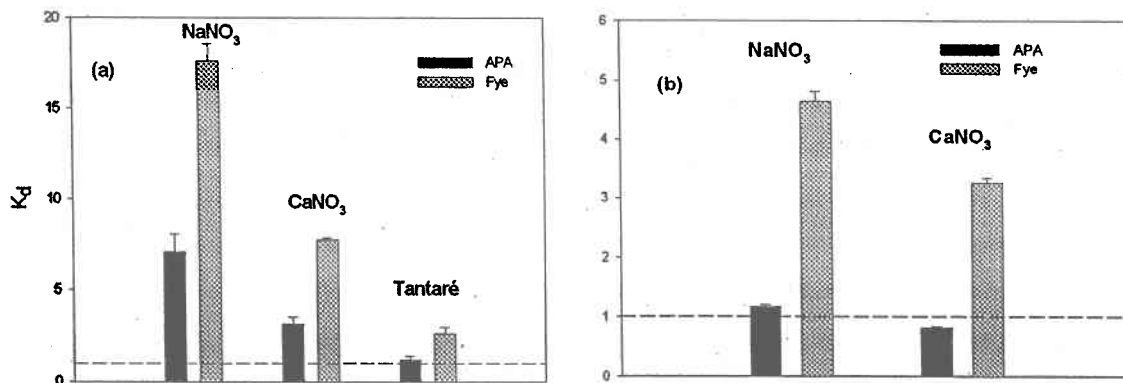 20
15
10
5
0
K_d
(a)
NaNO₃
APA
Fye
CaNO₃
Tantaré
6
5
4
3
2
1
0
(b)
NaNO₃
APA
Fye
CaNO₃